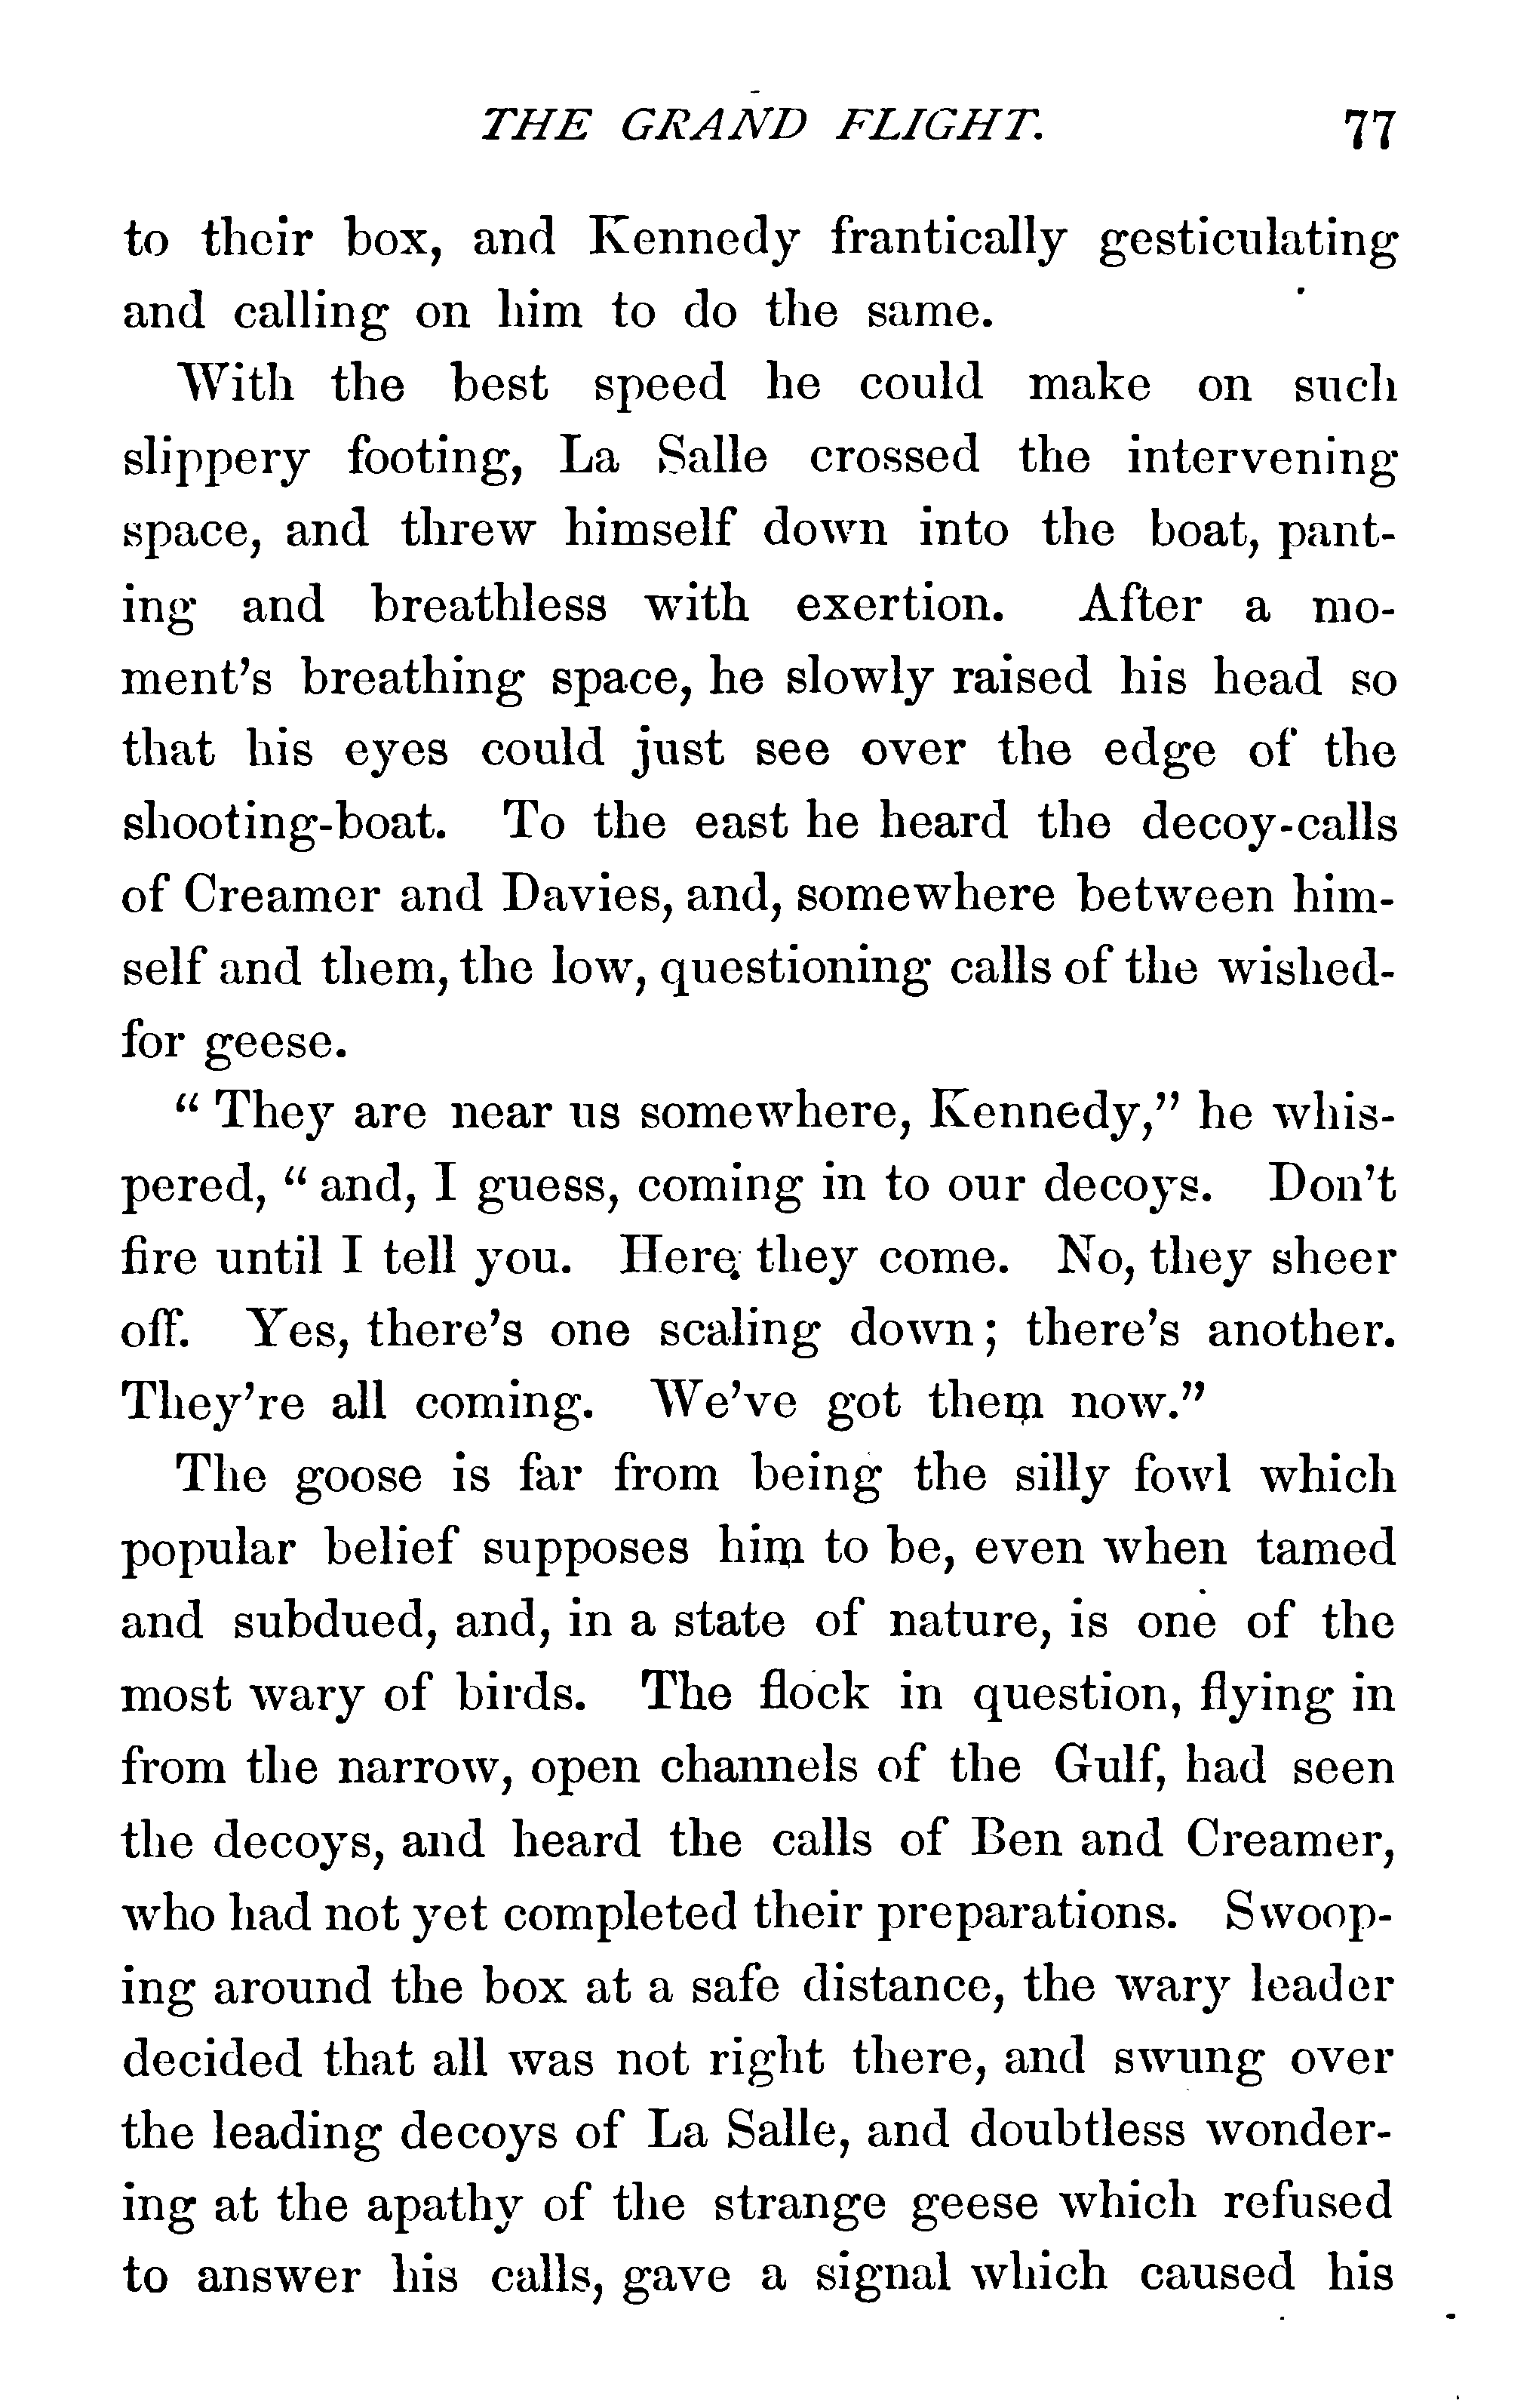 THE GRAND FLIGHT. 77
to their box, and Kennedy frantically gesticulating
and calling on him to do the same.
With the best speed he could make on such
slippery footing, La Salle crossed the intervening
space, and threw himself down into the boat, pant-
ing and breathless with exertion. After a mo-
ment's breathing space, he slowly raised his head so
that his eyes could just see over the edge of the
shooting-boat. To the east he heard the decoy-calls
of Creamer and Davies, and, somewhere between him-
self and them, the low, questioning calls of the wished-
for geese.
"They are near us somewhere, Kennedy," he whis-
pered, "and, I guess, coming in to our decoys. Don't
fire until I tell you. Here they come. No, they sheer
off. Yes, there's one scaling down; there's another.
They're all coming. We've got them now."
The goose is far from being the silly fowl which
popular belief supposes him to be, even when tamed
and subdued, and, in a state of nature, is one of the
most wary of birds. The flock in question, flying in
from the narrow, open channels of the Gulf, had seen
the decoys, and heard the calls of Ben and Creamer,
who had not yet completed their preparations. Swoop-
ing around the box at a safe distance, the wary leader
decided that all was not right there, and swung over
the leading decoys of La Salle, and doubtless wonder-
ing at the apathy of the strange geese which refused
to answer his calls, gave a signal which caused his